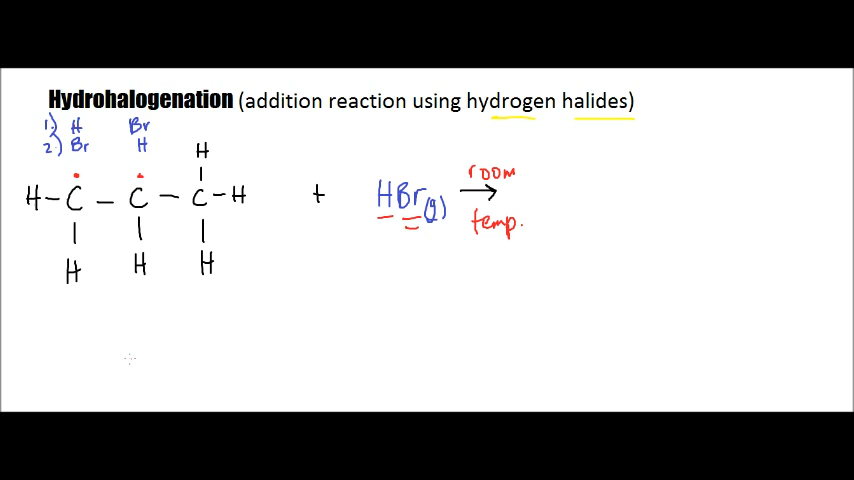 Hydrohalogenation (addition reaction using hydrogen halides)
1.) H Br
2.) Br H
H
H-C-C-C-H + HBr(g) → room temp.
H H H